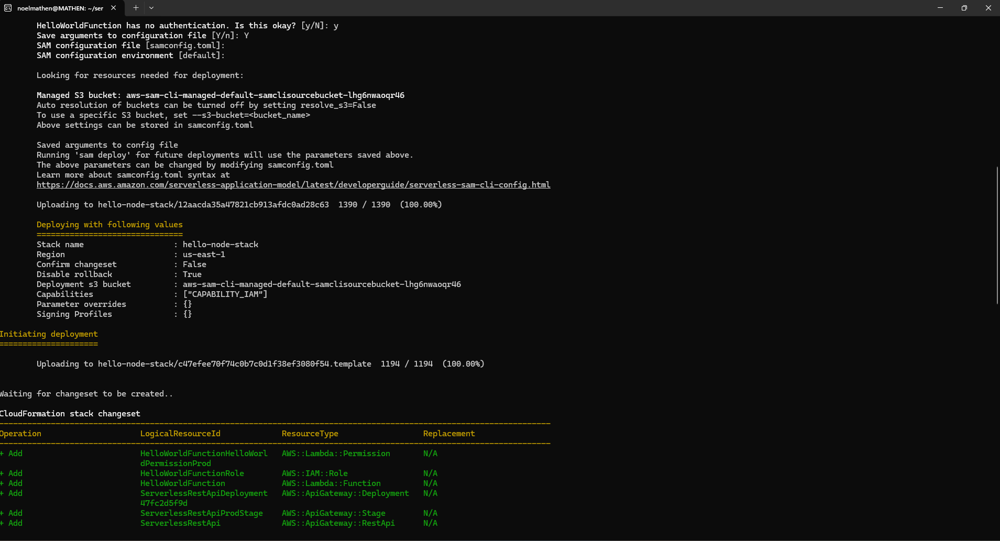 noelmathen@MATHEN: ~/ser
HelloWorldFunction has no authentication. Is this okay? [y/N]: y
Save arguments to configuration file [Y/n]: Y
SAM configuration file [samconfig.toml]:
SAM configuration environment [default]:
Looking for resources needed for deployment:
Managed S3 bucket: aws-sam-cli-managed-default-samclisourcebucket-lhg6nwaoqr46
Auto resolution of buckets can be turned off by setting resolve_s3=False
To use a specific S3 bucket, set --s3-bucket=<bucket_name>
Above settings can be stored in samconfig.toml
Saved arguments to config file
Running 'sam deploy' for future deployments will use the parameters saved above.
The above parameters can be changed by modifying samconfig.toml
Learn more about samconfig.toml syntax at
https://docs.aws.amazon.com/serverless-application-model/latest/developerguide/serverless-sam-cli-config.html
Uploading to hello-node-stack/12aacda35a47821cb913afdc0ad28c63  1390 / 1390  (100.00%)
Deploying with following values
===============================
Stack name                   : hello-node-stack
Region                       : us-east-1
Confirm changeset            : False
Disable rollback             : True
Deployment s3 bucket         : aws-sam-cli-managed-default-samclisourcebucket-lhg6nwaoqr46
Capabilities                 : ["CAPABILITY_IAM"]
Parameter overrides          : {}
Signing Profiles             : {}
Initiating deployment
=====================
Uploading to hello-node-stack/c47efee70f74c0b7c0d1f38ef3080f54.template  1194 / 1194  (100.00%)
Waiting for changeset to be created..
CloudFormation stack changeset
Operation                     LogicalResourceId             ResourceType                  Replacement
+ Add                         HelloWorldFunctionHelloWorl   AWS::Lambda::Permission       N/A
dPermissionProd
+ Add                         HelloWorldFunctionRole        AWS::IAM::Role                N/A
+ Add                         HelloWorldFunction            AWS::Lambda::Function         N/A
+ Add                         ServerlessRestApiDeployment   AWS::ApiGateway::Deployment   N/A
47fc2d5f9d
+ Add                         ServerlessRestApiProdStage    AWS::ApiGateway::Stage        N/A
+ Add                         ServerlessRestApi             AWS::ApiGateway::RestApi      N/A